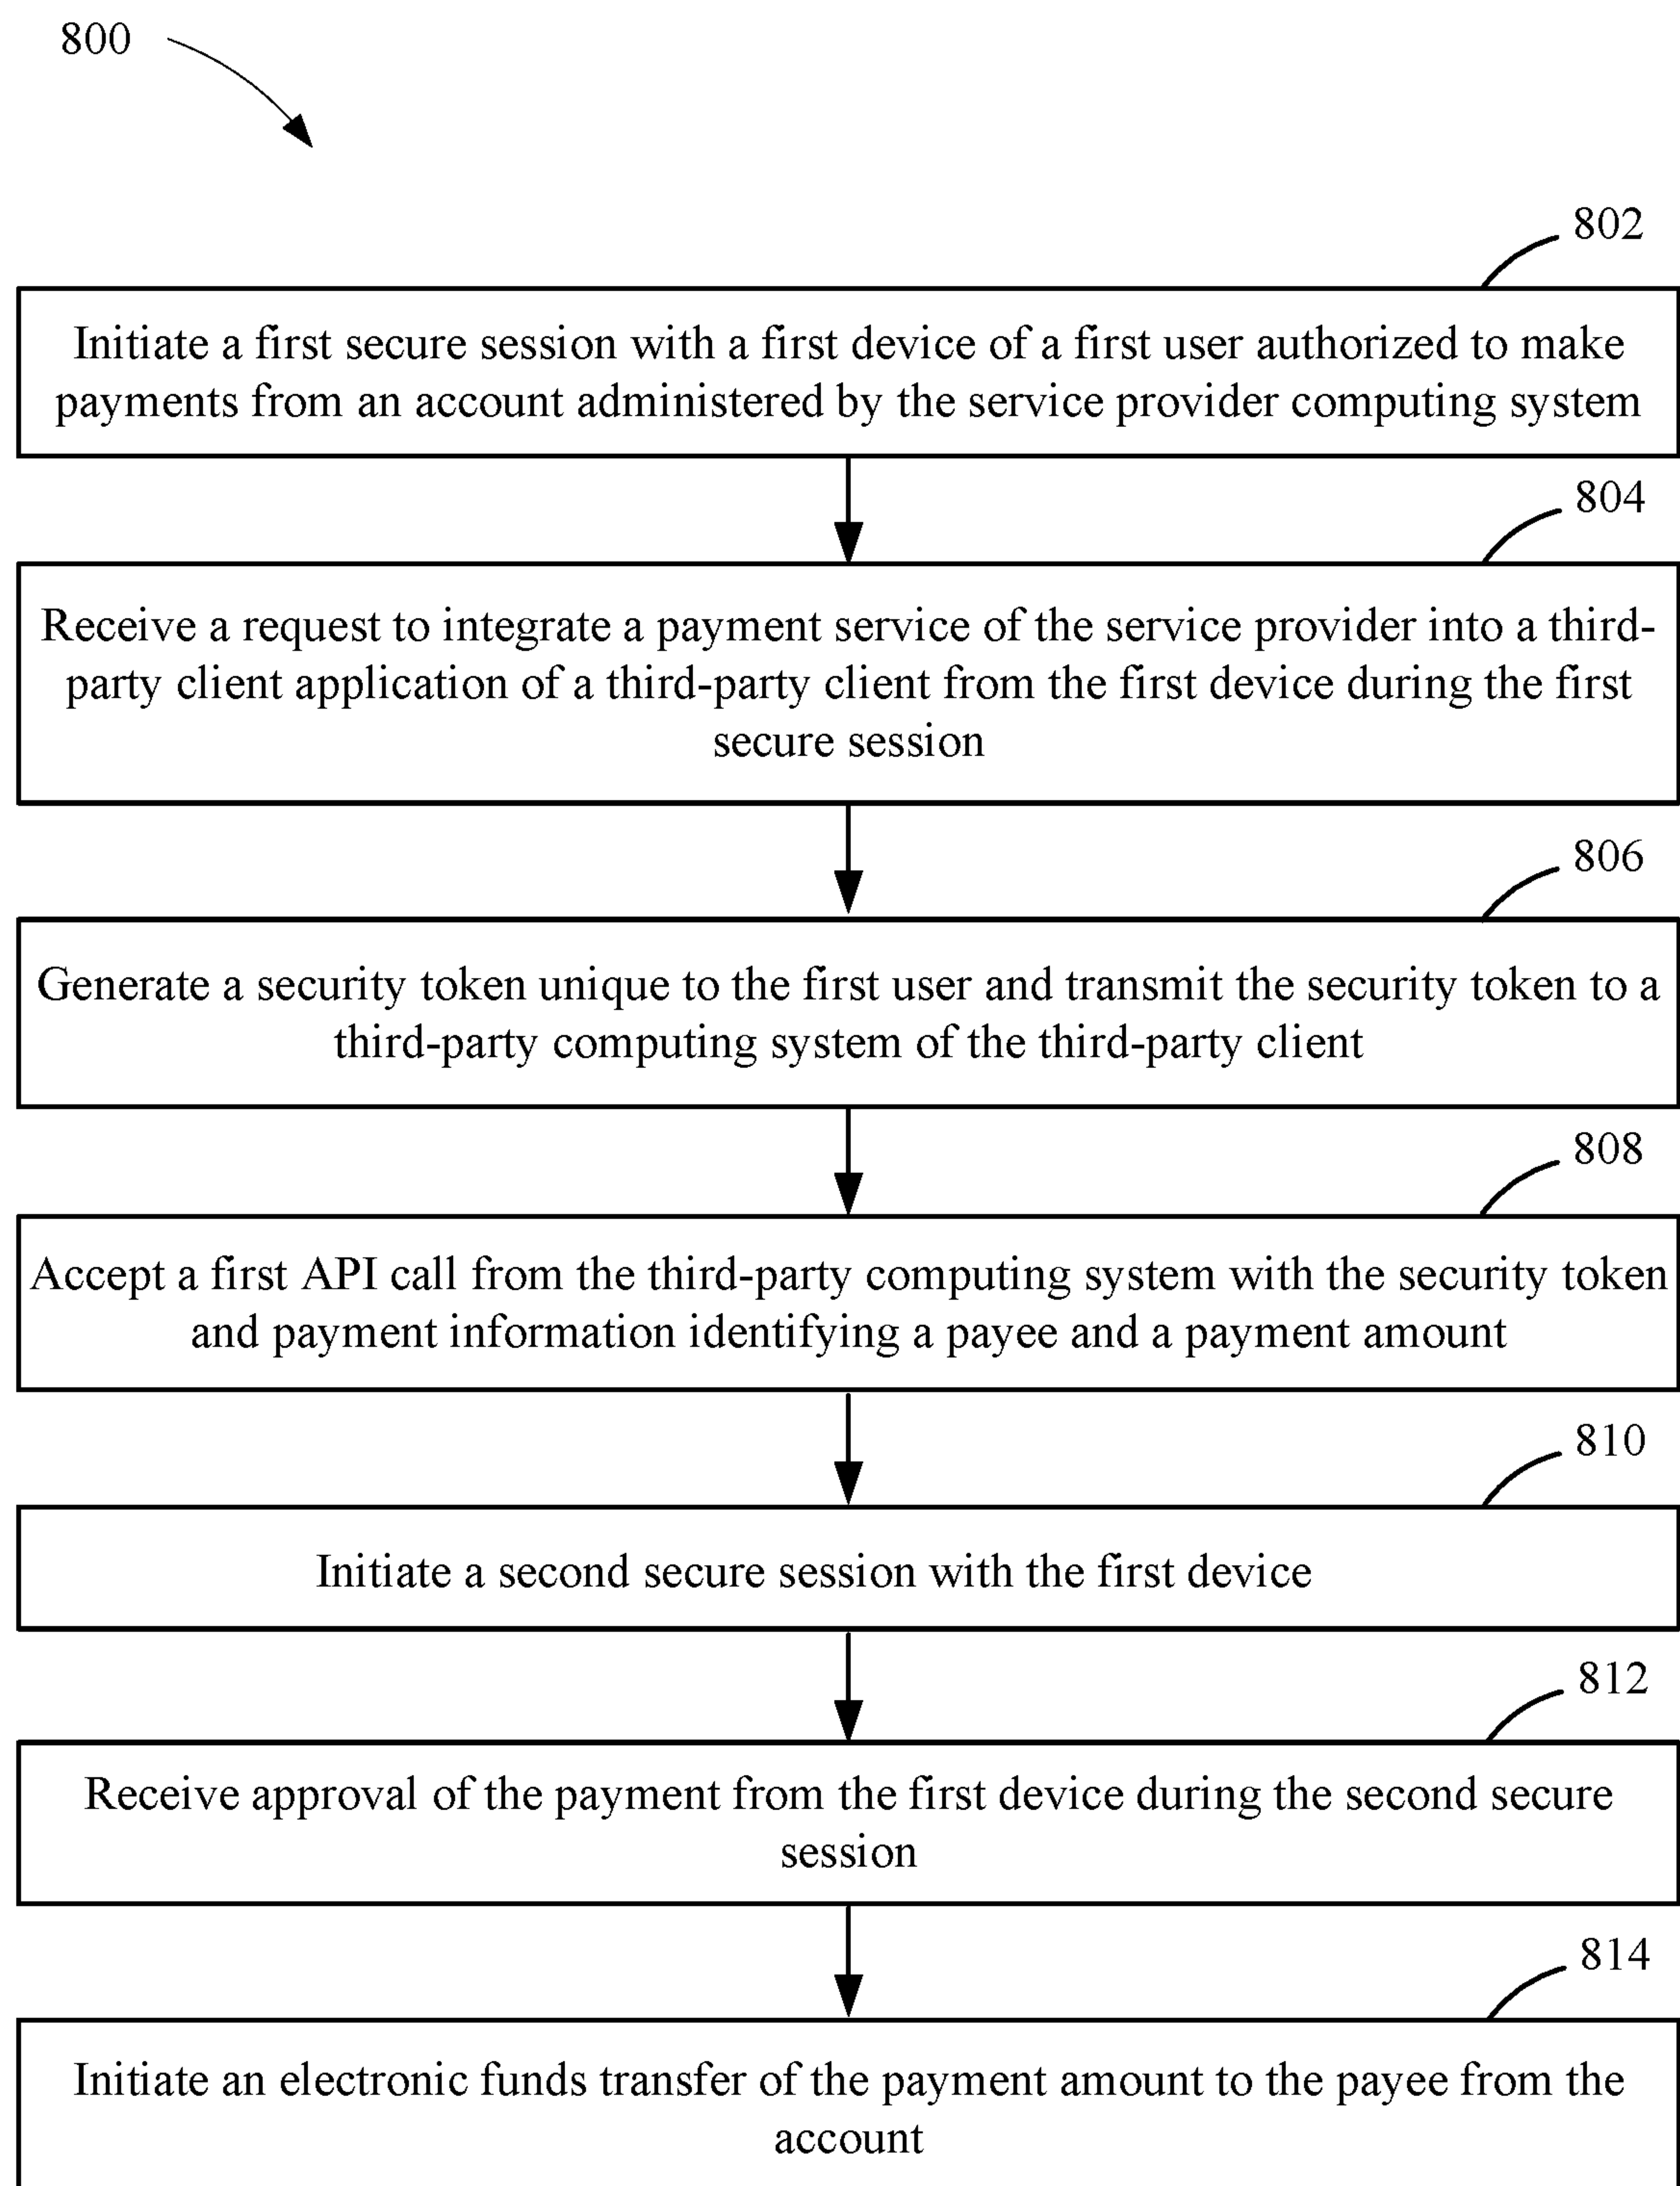 800
802
Initiate a first secure session with a first device of a first user authorized to make
payments from an account administered by the service provider computing system
804
Receive a request to integrate a payment service of the service provider into a third-
party client application of a third-party client from the first device during the first
secure session
806
Generate a security token unique to the first user and transmit the security token to a
third-party computing system of the third-party client
808
Accept a first API call from the third-party computing system with the security token
and payment information identifying a payee and a payment amount
810
Initiate a second secure session with the first device
812
Receive approval of the payment from the first device during the second secure
session
814
Initiate an electronic funds transfer of the payment amount to the payee from the
account